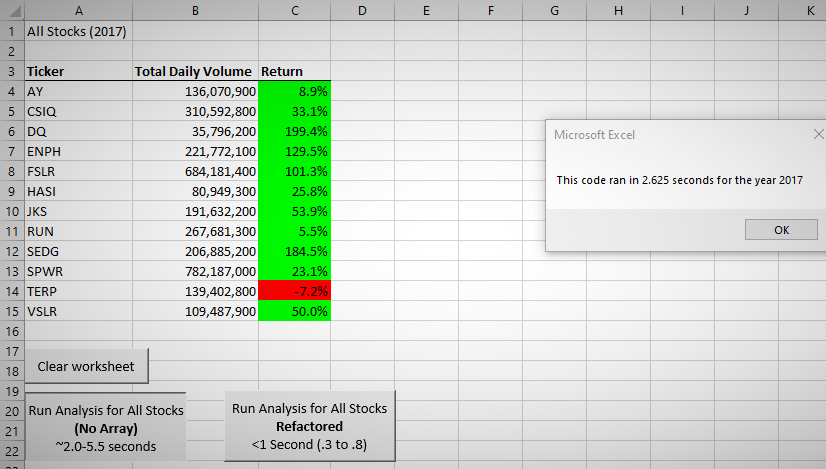 A B C D E F G H I J K
1 All Stocks (2017)
2
3 Ticker Total Daily Volume Return
4 AY 136,070,900 8.9%
5 CSIQ 310,592,800 33.1%
6 DQ 35,796,200 199.4%
7 ENPH 221,772,100 129.5%
8 FSLR 684,181,400 101.3%
9 HASI 80,949,300 25.8%
10 JKS 191,632,200 53.9%
11 RUN 267,681,300 5.5%
12 SEDG 206,885,200 184.5%
13 SPWR 782,187,000 23.1%
14 TERP 139,402,800 -7.2%
15 VSLR 109,487,900 50.0%
16
17
18
19
20
21
22
Microsoft Excel
This code ran in 2.625 seconds for the year 2017
OK
Clear worksheet
Run Analysis for All Stocks
(No Array)
~2.0-5.5 seconds
Run Analysis for All Stocks
Refactored
<1 Second (.3 to .8)